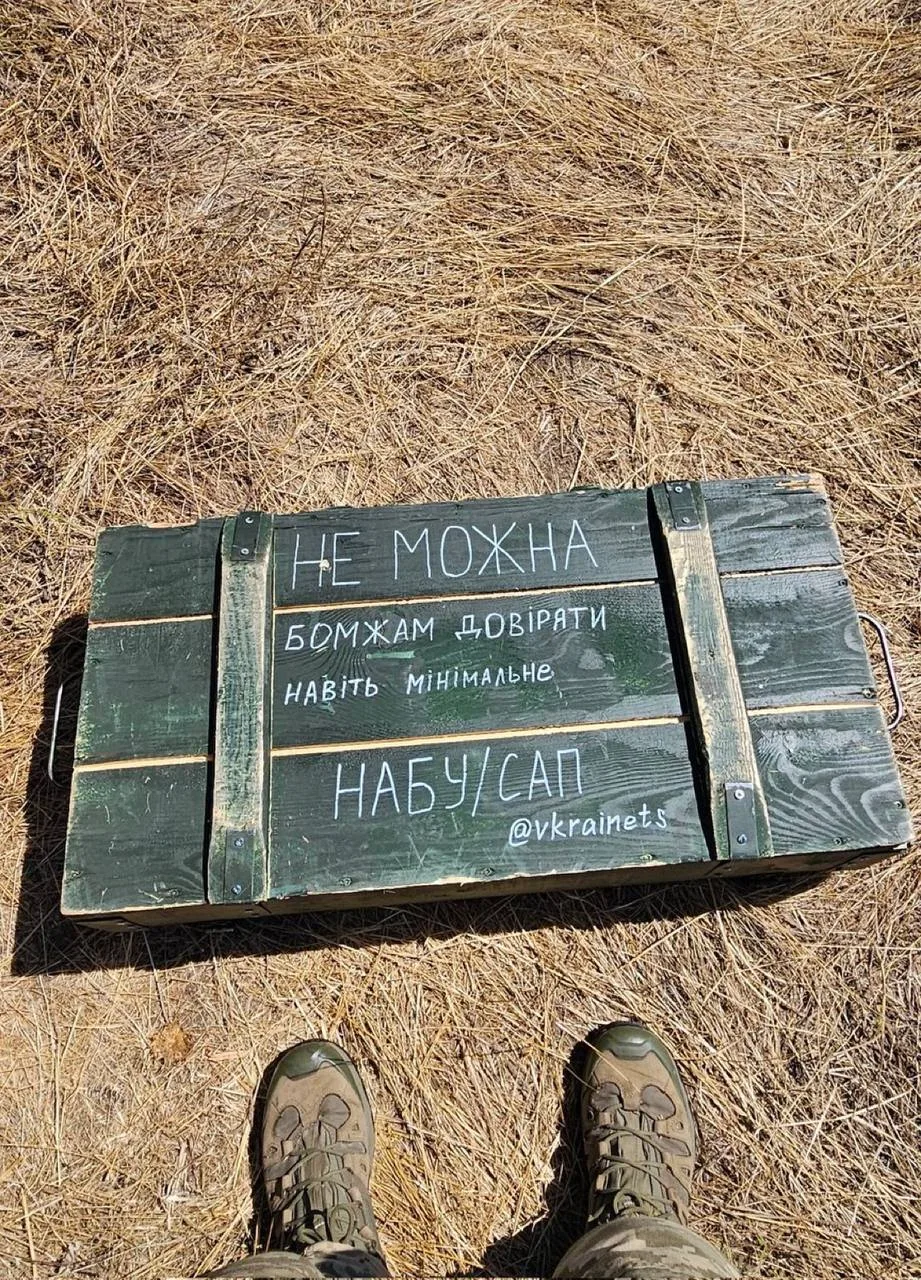 НЕ МОЖНА
БОМЖАМ ДОВІРЯТИ
НАВІТЬ МІНІМАЛЬНЕ
НАБУ/САП
@vkrainets